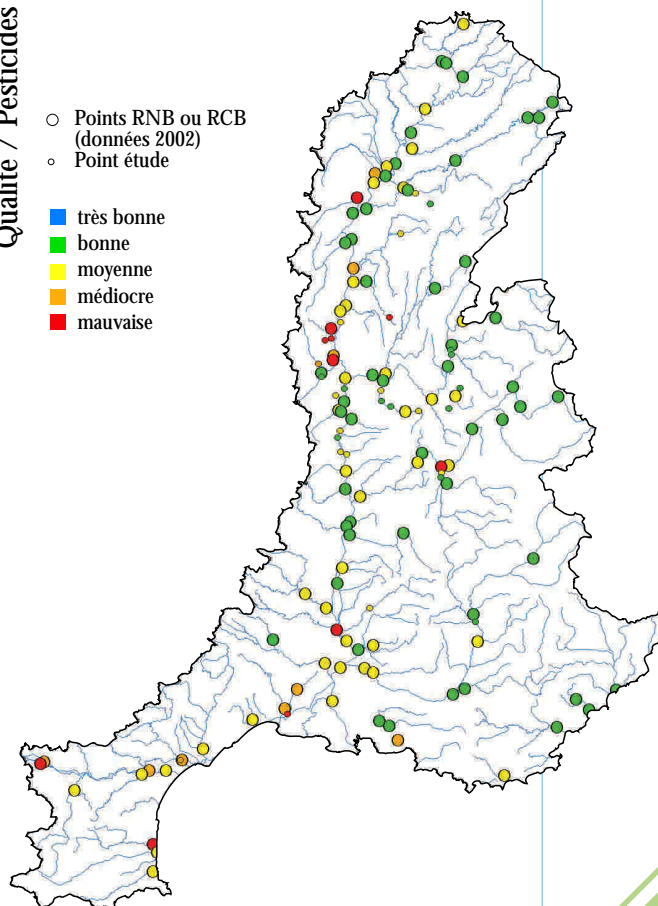 Qualité / Pesticides
Points RNB ou RCB
(données 2002)
Point étude
très bonne
bonne
moyenne
médiocre
mauvaise